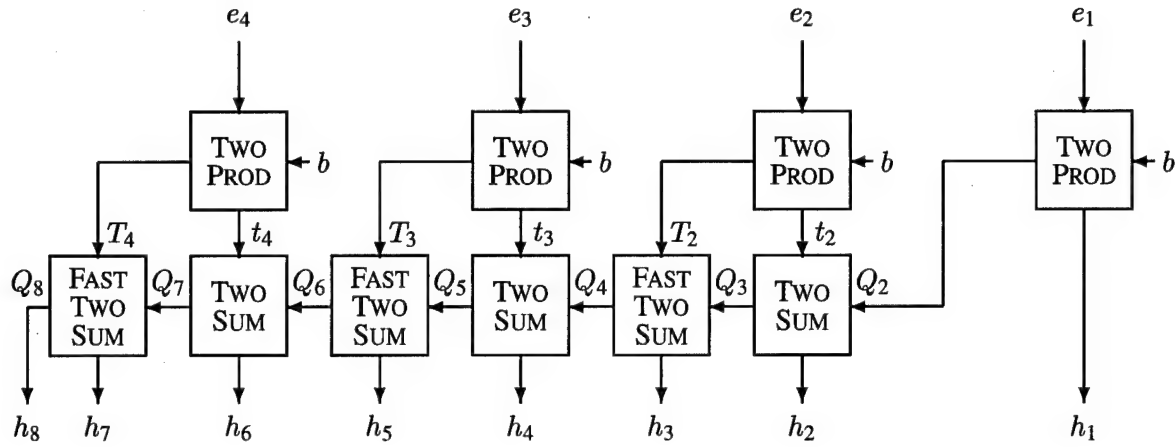 e₄ e₃ e₂ e₁
TWO PROD b TWO PROD b TWO PROD b TWO PROD b
T₄ t₄ T₃ t₃ T₂ t₂
Q₈ FAST TWO SUM Q₇ TWO SUM Q₆ FAST TWO SUM Q₅ TWO SUM Q₄ FAST TWO SUM Q₃ TWO SUM Q₂
h₈ h₇ h₆ h₅ h₄ h₃ h₂ h₁